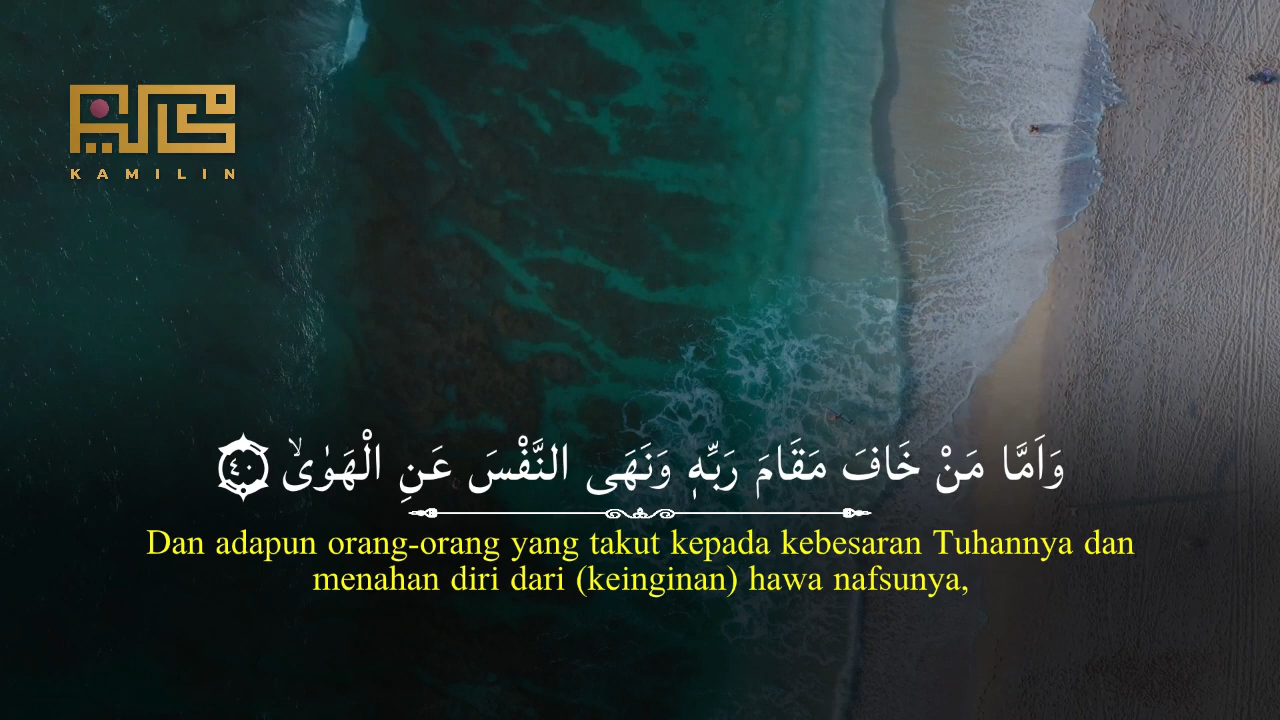 KAMILIN
وَاَمَّا مَنْ خَافَ مَقَامَ رَبِّهٖ وَنَهَى النَّفْسَ عَنِ الْهَوٰىۙ ٤٠
Dan adapun orang-orang yang takut kepada kebesaran Tuhannya dan
menahan diri dari (keinginan) hawa nafsunya,